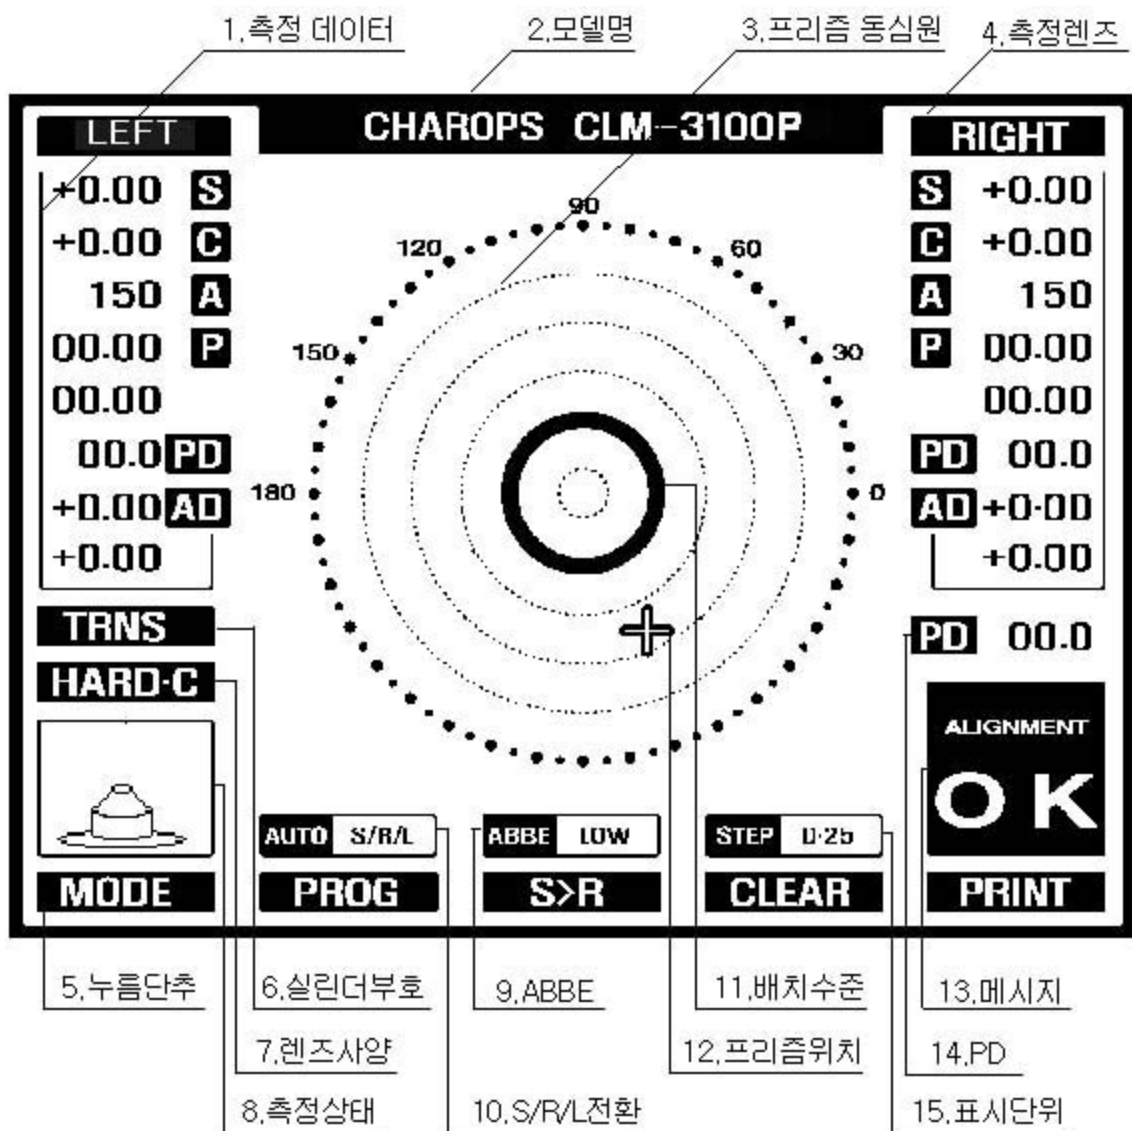 1.측정 데이터
2.모델명
3.프리즘 동심원
4.측정렌즈
LEFT
CHAROPS CLM-3100P
RIGHT
+0.00 S
+0.00 C
150 A
00.00 P
00.00
00.0 PD
+0.00 AD
+0.00
90
120
60
150
30
180
0
S +0.00
C +0.00
A 150
P 00.00
00.00
PD 00.0
AD +0.00
+0.00
TRNS
HARD-C
PD 00.0
ALIGNMENT
OK
AUTO S/R/L
ABBE LOW
STEP 0.25
MODE
PROG
S>R
CLEAR
PRINT
5.누름단추
6.실린더부호
9.ABBE
11.배치수준
13.메시지
7.렌즈사양
12.프리즘위치
14.PD
8.측정상태
10.S/R/L전환
15.표시단위